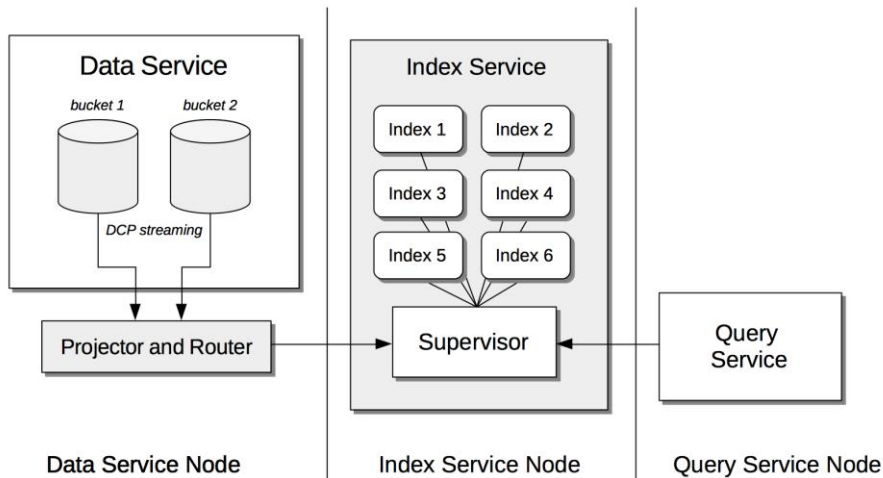 Data Service
bucket 1
bucket 2
DCP streaming
Projector and Router
Data Service Node
Index Service
Index 1
Index 2
Index 3
Index 4
Index 5
Index 6
Supervisor
Index Service Node
Query
Service
Query Service Node